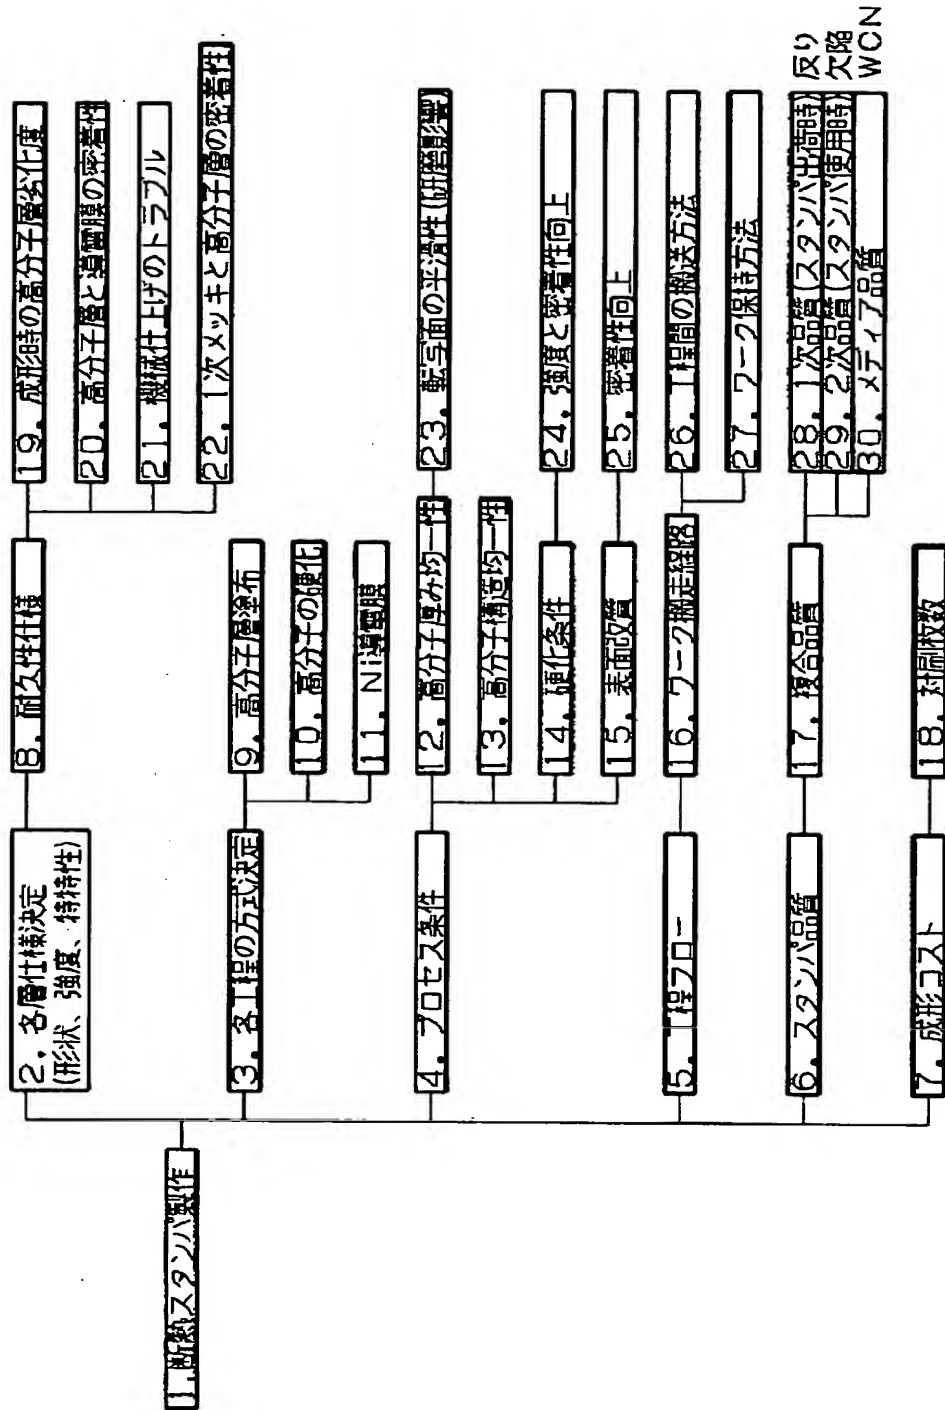 1. 断熱スタンパ製作
2. 各層仕様決定
(形状、強度、特特性)
3. 各工程の方式決定
4. プロセス条件
5. 工程フロー
6. スタンパ品質
7. 成形コスト
8. 耐久性仕様
9. 高分子層塗布
10. 高分子の硬化
11. Ni導電膜
12. 高分子厚み均一性
13. 高分子構造均一性
14. 硬化条件
15. 表面改質
16. ワーク搬走経路
17. 複合品質
18. 対刷枚数
19. 成形時の高分子層劣化度
20. 高分子層と導電膜の密着性
21. 機械仕上げのトラブル
22. 1次メッキと高分子層の密着性
23. 転写面の平滑性(研磨影響)
24. 強度と密着性向上
25. 密着性向上
26. 工程間の搬送方法
27. ワーク保持方法
28. 1次品質(スタンパ出荷時) 反り
29. 2次品質(スタンパ使用時) 欠陥
30. メディア品質 WCN